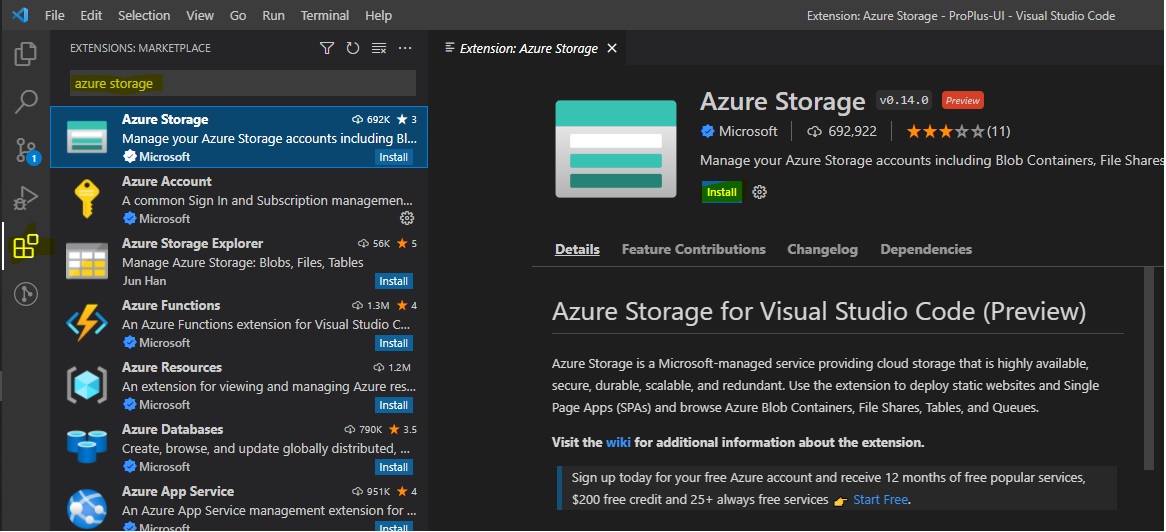 File Edit Selection View Go Run Terminal Help
Extension: Azure Storage - ProPlus-UI - Visual Studio Code
EXTENSIONS: MARKETPLACE
azure storage
Azure Storage 692K ★ 3
Manage your Azure Storage accounts including Bl...
Microsoft Install
Azure Account
A common Sign In and Subscription managemen...
Microsoft
Azure Storage Explorer 56K ★ 5
Manage Azure Storage: Blobs, Files, Tables
Jun Han Install
Azure Functions 1.3M ★ 4
An Azure Functions extension for Visual Studio C...
Microsoft Install
Azure Resources 1.2M
An extension for viewing and managing Azure res...
Microsoft Install
Azure Databases 790K ★ 3.5
Create, browse, and update globally distributed, ...
Microsoft Install
Azure App Service 951K ★ 4
An Azure App Service management extension for ...
Microsoft Install
1
Extension: Azure Storage
Azure Storage v0.14.0 Preview
Microsoft 692,922 ★★★☆☆(11)
Manage your Azure Storage accounts including Blob Containers, File Shares
Install
Details Feature Contributions Changelog Dependencies
Azure Storage for Visual Studio Code (Preview)
Azure Storage is a Microsoft-managed service providing cloud storage that is highly available,
secure, durable, scalable, and redundant. Use the extension to deploy static websites and Single
Page Apps (SPAs) and browse Azure Blob Containers, File Shares, Tables, and Queues.
Visit the wiki for additional information about the extension.
Sign up today for your free Azure account and receive 12 months of free popular services,
$200 free credit and 25+ always free services 👉 Start Free.